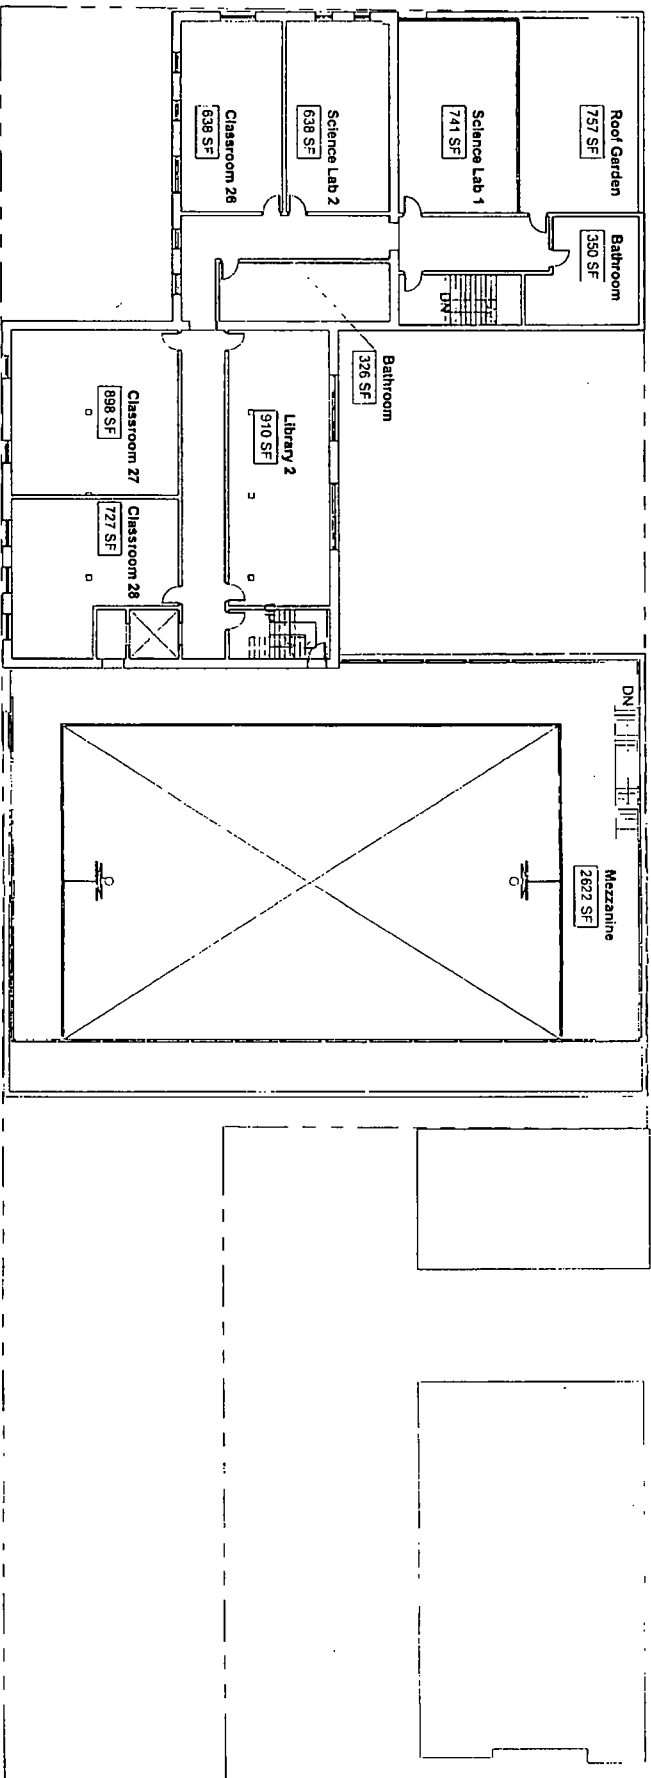 Roof Garden
757 SF
Bathroom
350 SF
Science Lab 1
741 SF
DN
Science Lab 2
638 SF
Bathroom
326 SF
Classroom 26
638 SF
Library 2
910 SF
Classroom 27
898 SF
Classroom 28
727 SF
DN
Mezzanine
2622 SF